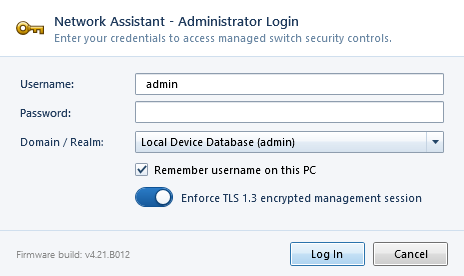 Network Assistant - Administrator Login
Enter your credentials to access managed switch security controls.
Username:
admin
Password:
Domain / Realm:
Local Device Database (admin)
Remember username on this PC
Enforce TLS 1.3 encrypted management session
Firmware build: v4.21.B012
Log In
Cancel